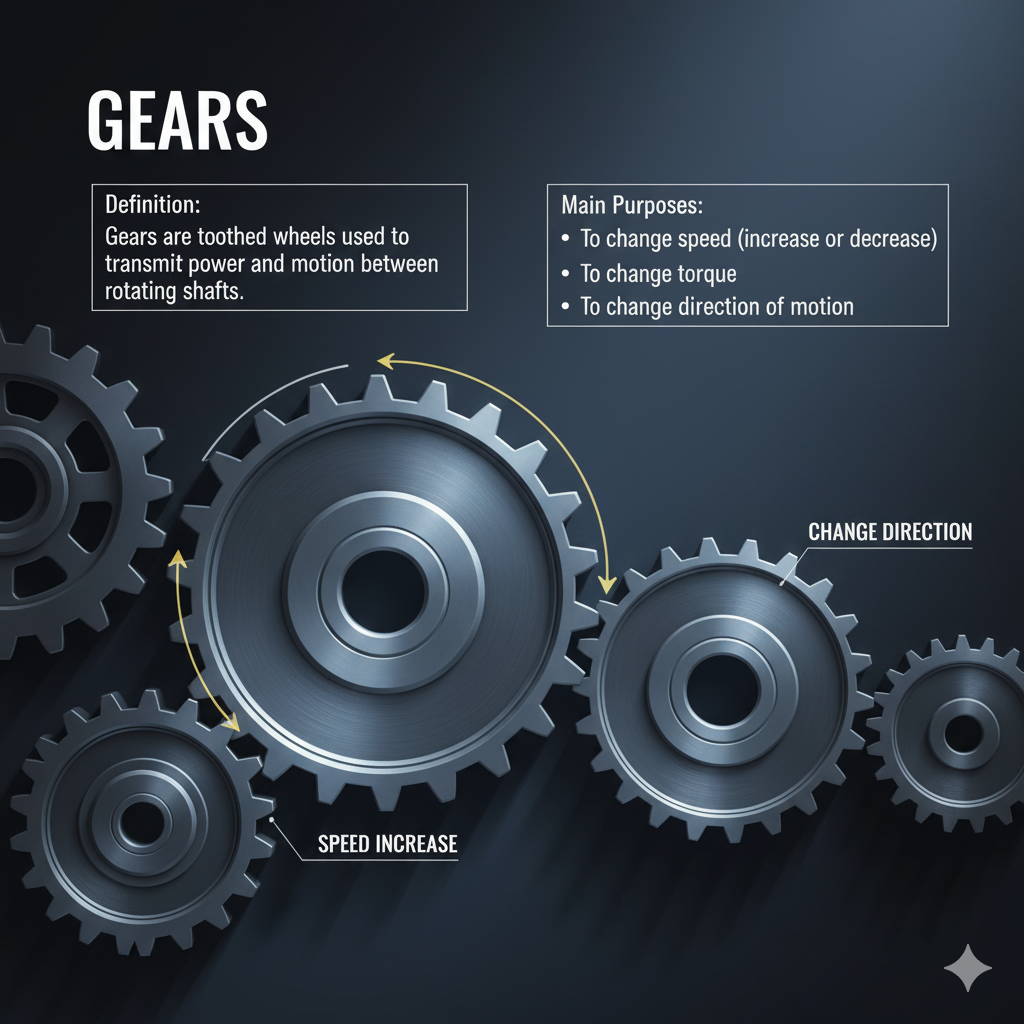 GEARS
Definition:
Gears are toothed wheels used to
transmit power and motion between
rotating shafts.
Main Purposes:
• To change speed (increase or decrease)
• To change torque
• To change direction of motion
CHANGE DIRECTION
SPEED INCREASE